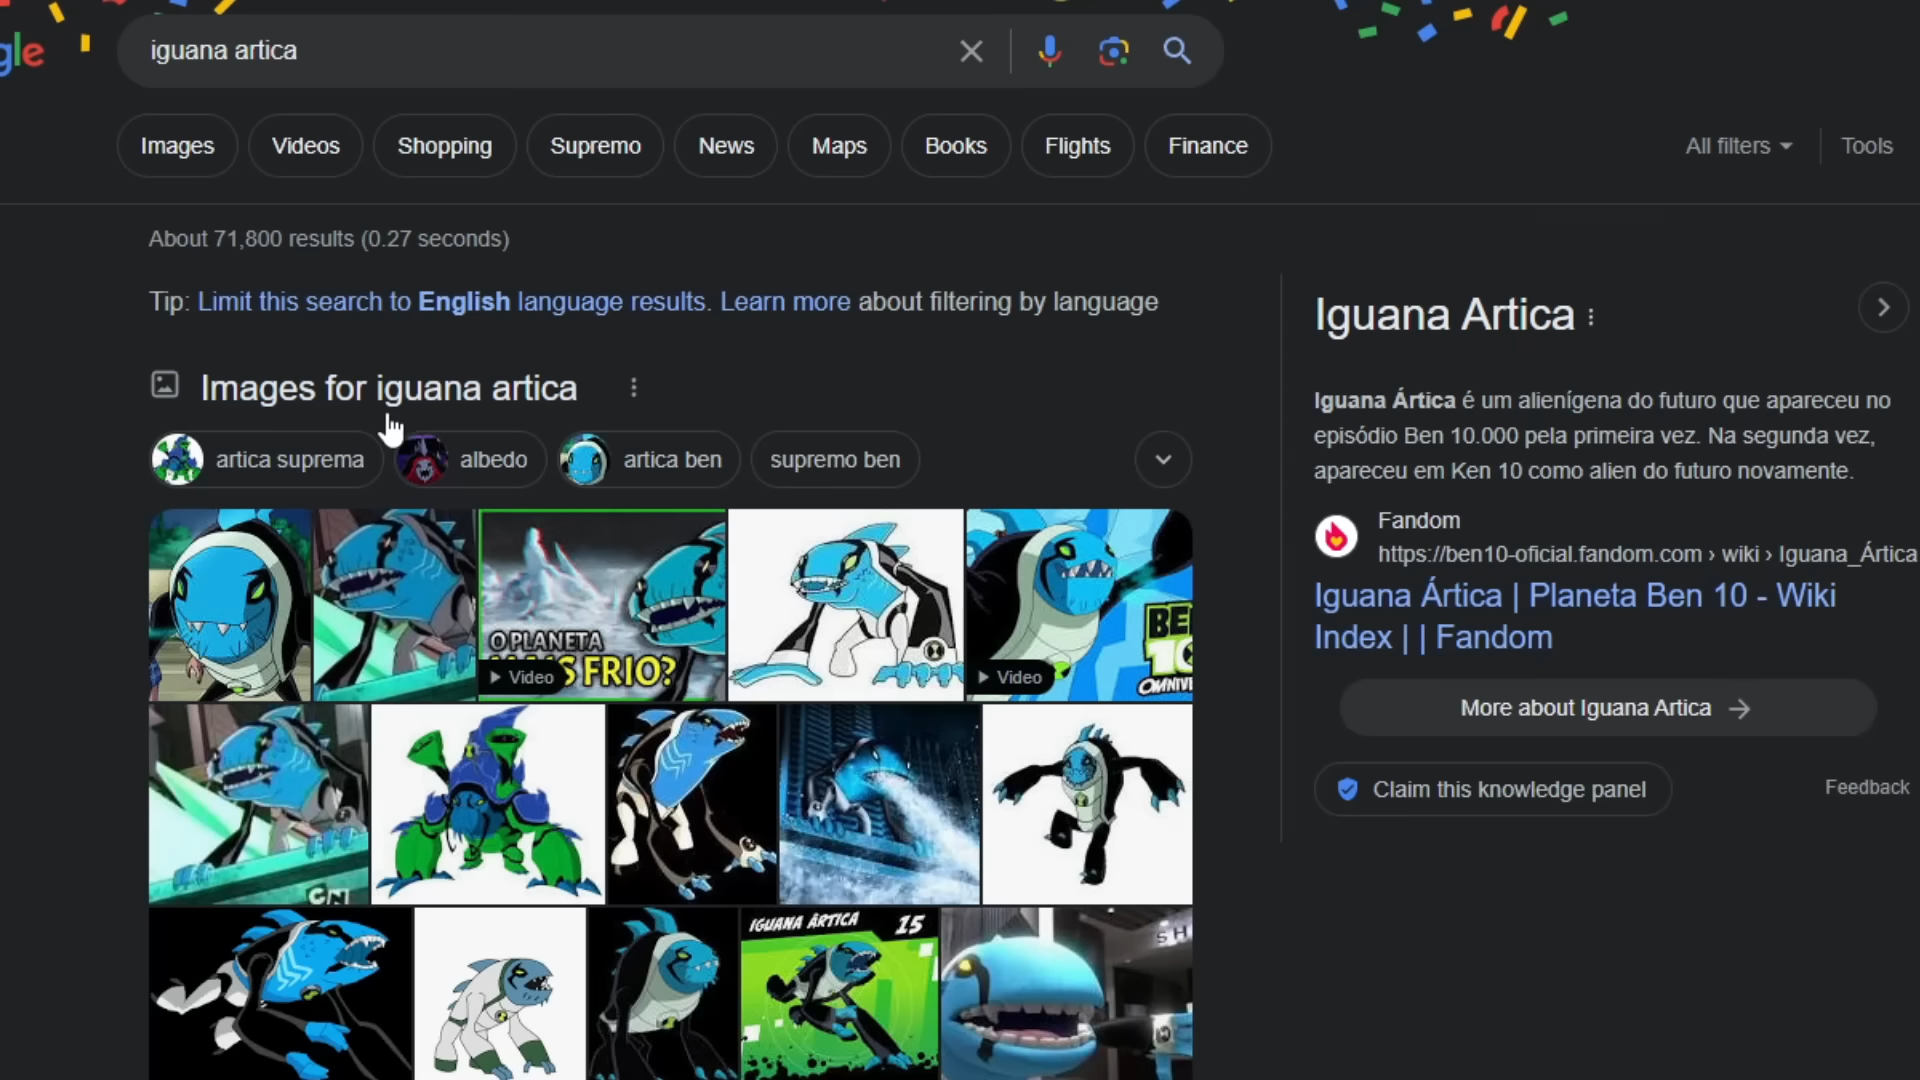 gle
iguana artica
Images Videos Shopping Supremo News Maps Books Flights Finance All filters Tools
About 71,800 results (0.27 seconds)
Tip: Limit this search to English language results. Learn more about filtering by language
Images for iguana artica
artica suprema albedo artica ben supremo ben
O PLANETA
MAIS FRIO?
Video
Video
BE
10
OMNIVE
CN
IGUANA ÁRTICA 15
SH
Iguana Artica
Iguana Ártica é um alienígena do futuro que apareceu no
episódio Ben 10.000 pela primeira vez. Na segunda vez,
apareceu em Ken 10 como alien do futuro novamente.
Fandom
https://ben10-oficial.fandom.com › wiki › Iguana_Ártica
Iguana Ártica | Planeta Ben 10 - Wiki
Index | | Fandom
More about Iguana Artica
Claim this knowledge panel
Feedback